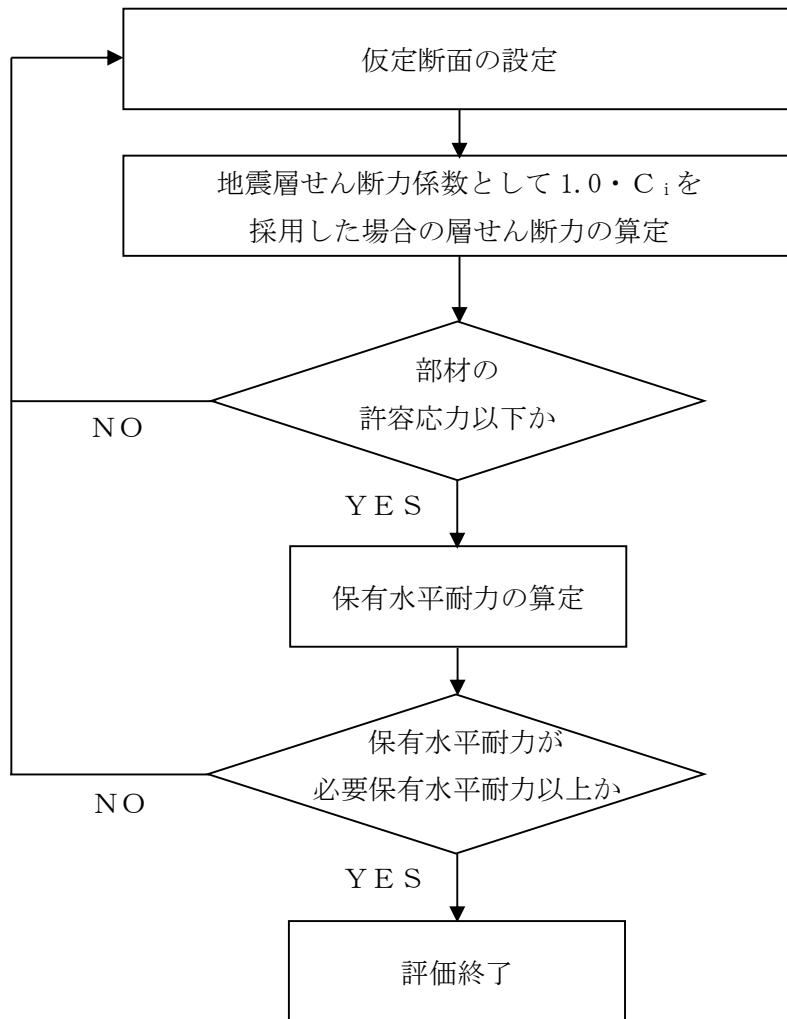 仮定断面の設定
地震層せん断力係数として1.0・Ｃｉを
採用した場合の層せん断力の算定
部材の
許容応力以下か
ＮＯ
ＹＥＳ
保有水平耐力の算定
保有水平耐力が
必要保有水平耐力以上か
ＮＯ
ＹＥＳ
評価終了